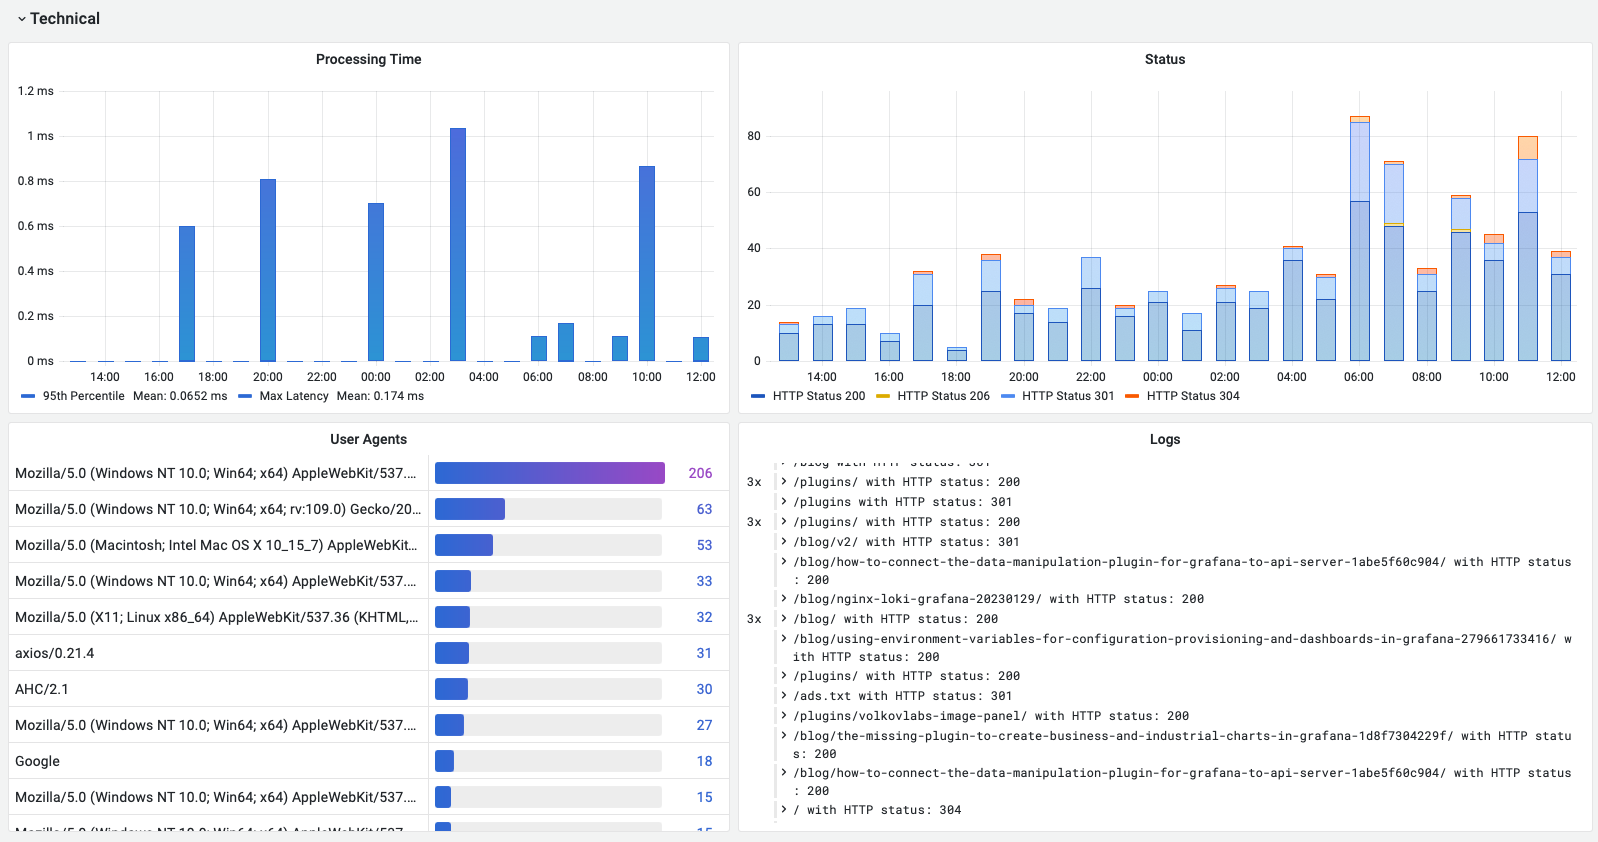 Technical
Processing Time
1.2 ms
1 ms
0.8 ms
0.6 ms
0.4 ms
0.2 ms
0 ms
14:00 16:00 18:00 20:00 22:00 00:00 02:00 04:00 06:00 08:00 10:00 12:00
95th Percentile Mean: 0.0652 ms Max Latency Mean: 0.174 ms
Status
80
60
40
20
0
14:00 16:00 18:00 20:00 22:00 00:00 02:00 04:00 06:00 08:00 10:00 12:00
HTTP Status 200 HTTP Status 206 HTTP Status 301 HTTP Status 304
User Agents
Mozilla/5.0 (Windows NT 10.0; Win64; x64) AppleWebKit/537.... 206
Mozilla/5.0 (Windows NT 10.0; Win64; x64; rv:109.0) Gecko/20... 63
Mozilla/5.0 (Macintosh; Intel Mac OS X 10_15_7) AppleWebKit... 53
Mozilla/5.0 (Windows NT 10.0; Win64; x64) AppleWebKit/537.... 33
Mozilla/5.0 (X11; Linux x86_64) AppleWebKit/537.36 (KHTML,... 32
axios/0.21.4 31
AHC/2.1 30
Mozilla/5.0 (Windows NT 10.0; Win64; x64) AppleWebKit/537.... 27
Google 18
Mozilla/5.0 (Windows NT 10.0; Win64; x64) AppleWebKit/537.... 15
Mozilla/5.0 (Windows NT 10.0; Win64; x64) AppleWebKit/537.... 15
Logs
/blog with HTTP status: 301
3x /plugins/ with HTTP status: 200
/plugins with HTTP status: 301
3x /plugins/ with HTTP status: 200
/blog/v2/ with HTTP status: 301
/blog/how-to-connect-the-data-manipulation-plugin-for-grafana-to-api-server-1abe5f60c904/ with HTTP status
: 200
/blog/nginx-loki-grafana-20230129/ with HTTP status: 200
3x /blog/ with HTTP status: 200
/blog/using-environment-variables-for-configuration-provisioning-and-dashboards-in-grafana-279661733416/ w
ith HTTP status: 200
/plugins/ with HTTP status: 200
/ads.txt with HTTP status: 301
/plugins/volkovlabs-image-panel/ with HTTP status: 200
/blog/the-missing-plugin-to-create-business-and-industrial-charts-in-grafana-1d8f7304229f/ with HTTP statu
s: 200
/blog/how-to-connect-the-data-manipulation-plugin-for-grafana-to-api-server-1abe5f60c904/ with HTTP status
: 200
/ with HTTP status: 304